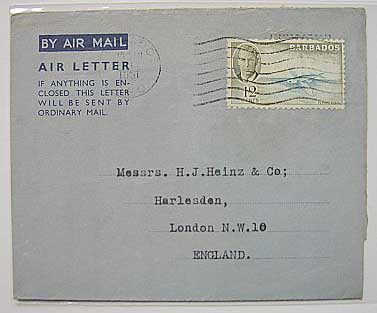 BY AIR MAIL
AIR LETTER
IF ANYTHING IS EN-
CLOSED THIS LETTER
WILL BE SENT BY
ORDINARY MAIL.
BARBADOS
12
CENTS
Messrs. H.J.Heinz & Co;
Harlesden,
London N.W.10
ENGLAND.